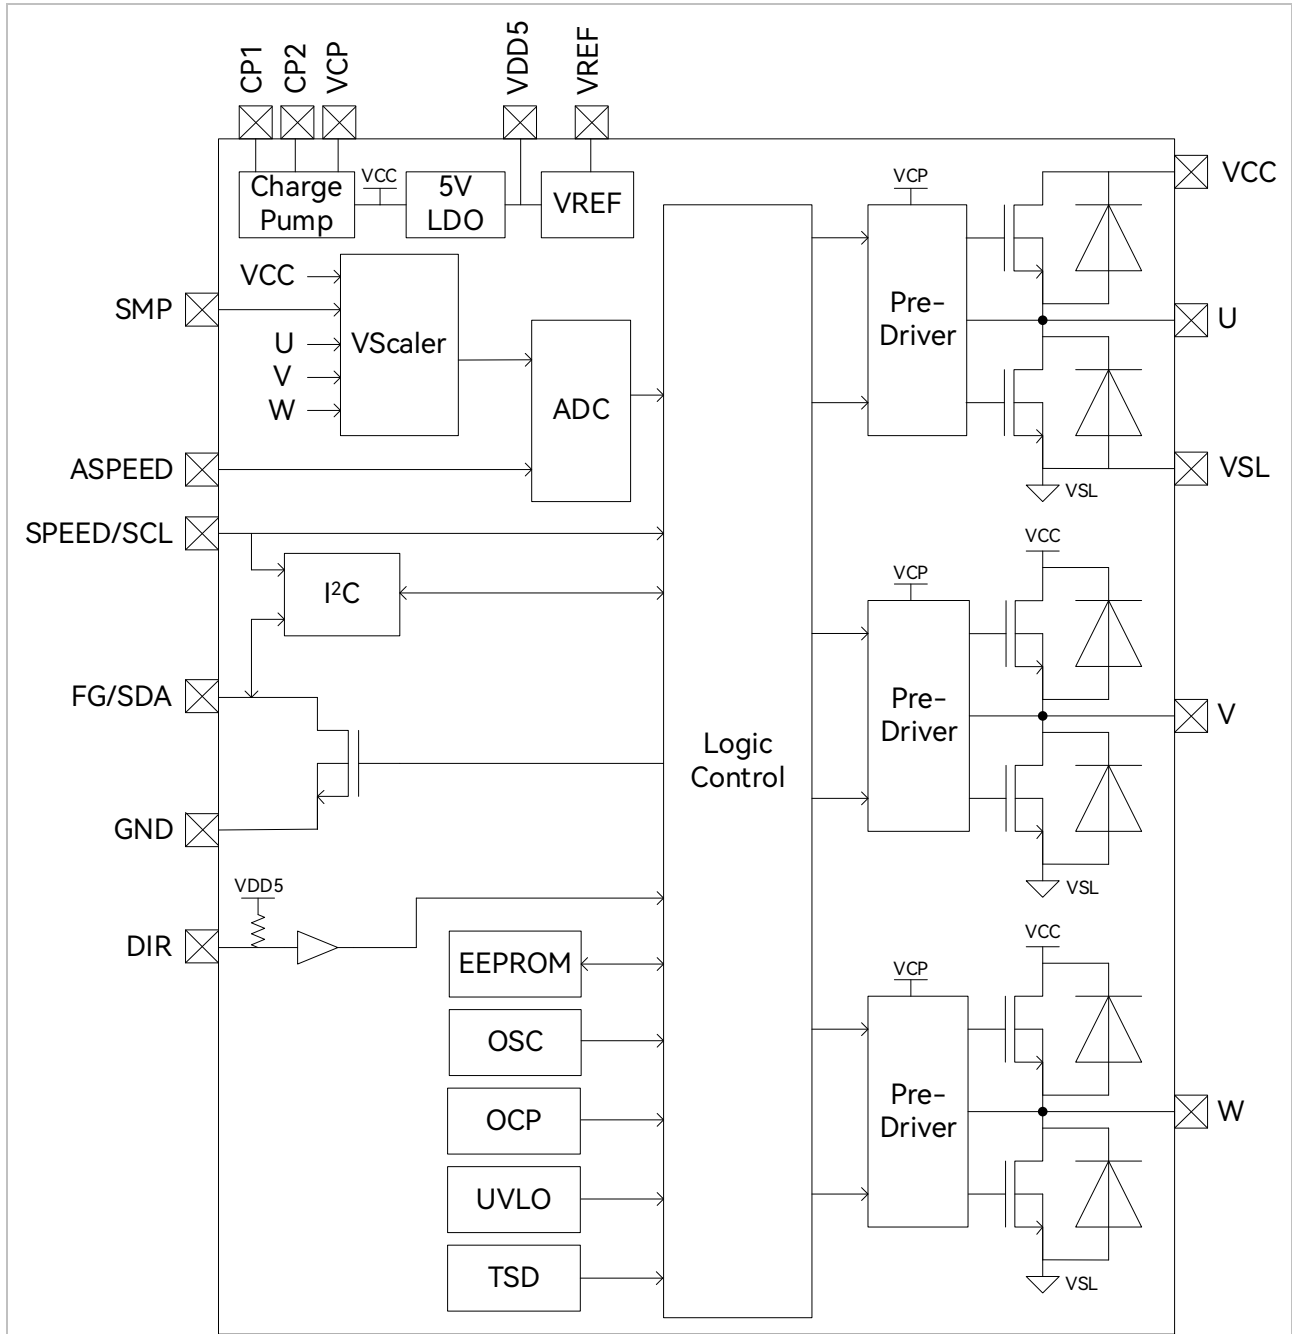 CP1
CP2
VCP
VDD5
VREF
Charge
Pump
VCC
5V
LDO
VREF
VCP
VCC
VCC
SMP
U
V
W
VScaler
ADC
Pre-
Driver
U
ASPEED
VSL
VSL
SPEED/SCL
I²C
VCC
VCP
FG/SDA
Pre-
Driver
V
Logic
Control
GND
VDD5
VSL
DIR
EEPROM
VCC
VCP
OSC
OCP
Pre-
Driver
W
UVLO
TSD
VSL